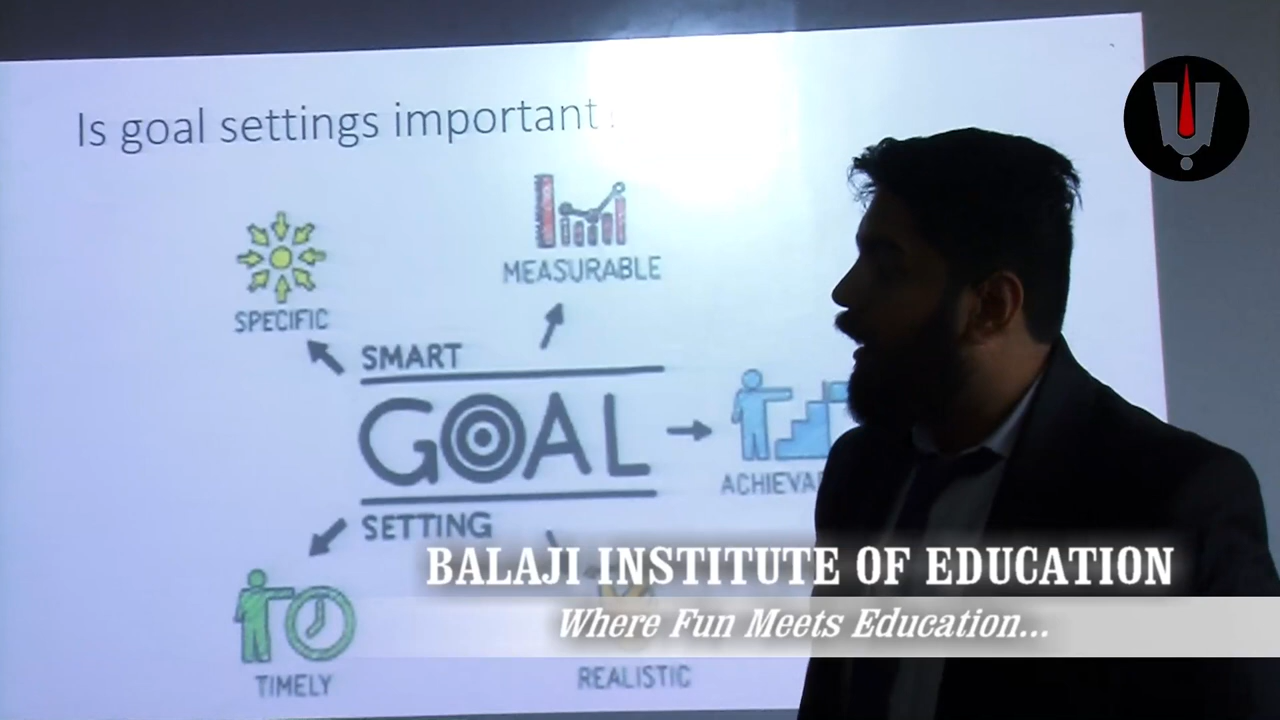 Is goal settings important
MEASURABLE
SPECIFIC
SMART
GOAL
ACHIEVA
SETTING
BALAJI INSTITUTE OF EDUCATION
Where Fun Meets Education...
TIMELY
REALISTIC